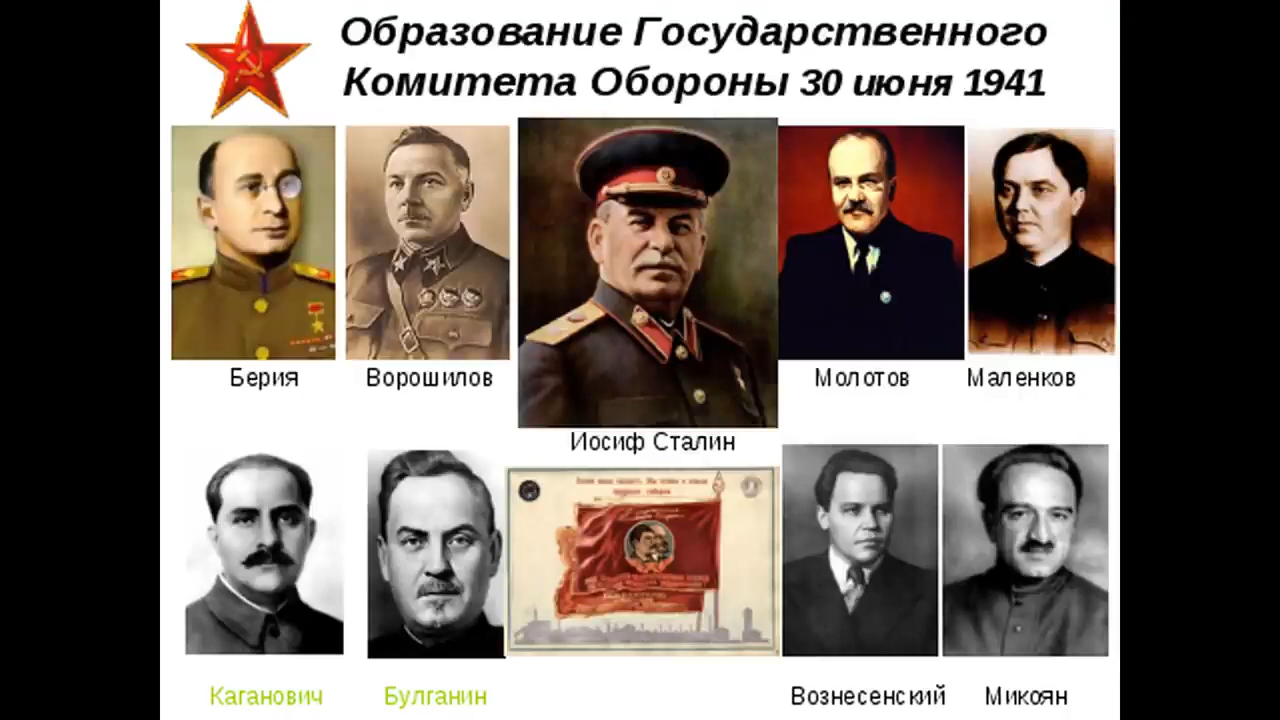 Образование Государственного
Комитета Обороны 30 июня 1941
Берия
Ворошилов
Молотов
Маленков
Иосиф Сталин
Каганович
Булганин
Вознесенский
Микоян